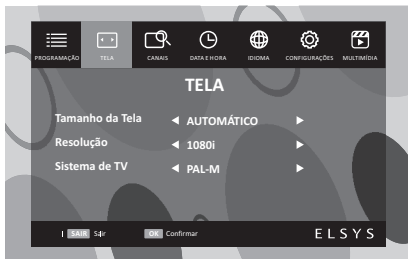 PROGRAMAÇÃO TELA CANAIS DATA E HORA IDIOMA CONFIGURAÇÕES MULTIMÍDIA
TELA
Tamanho da Tela AUTOMÁTICO
Resolução 1080i
Sistema de TV PAL-M
SAIR Sair OK Confirmar ELSYS